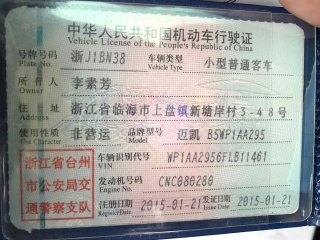 中华人民共和国机动车行驶证
Vehicle License of the People's Republic of China
号牌号码 浙J1BN38 车辆类型 小型普通客车
Plate No. Vehicle Type
所有人 李素芳
Owner
住址 浙江省临海市上盘镇新塘岸村3-48号
Address
使用性质 非营运 品牌型号 迈凯 BSWP1AA295
Use Character Model
浙江省台州
市公安局交
通警察支队
车辆识别代号 WP1AA2956FLB11461
VIN
发动机号码 CNC080280
Engine No.
注册日期 2015-01-21 发证日期 2015-01-21
Register Date Issue Date